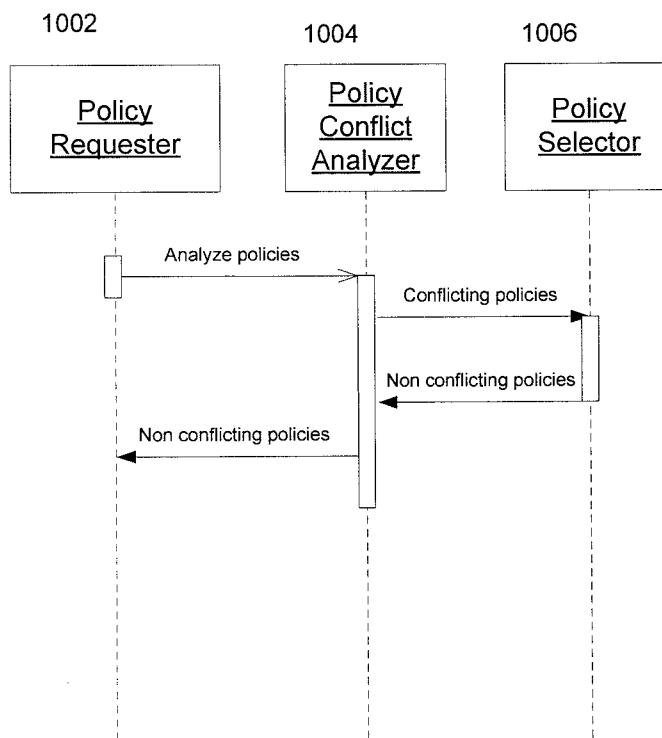 1002
1004
1006
Policy
Requester
Policy
Conflict
Analyzer
Policy
Selector
Analyze policies
Conflicting policies
Non conflicting policies
Non conflicting policies